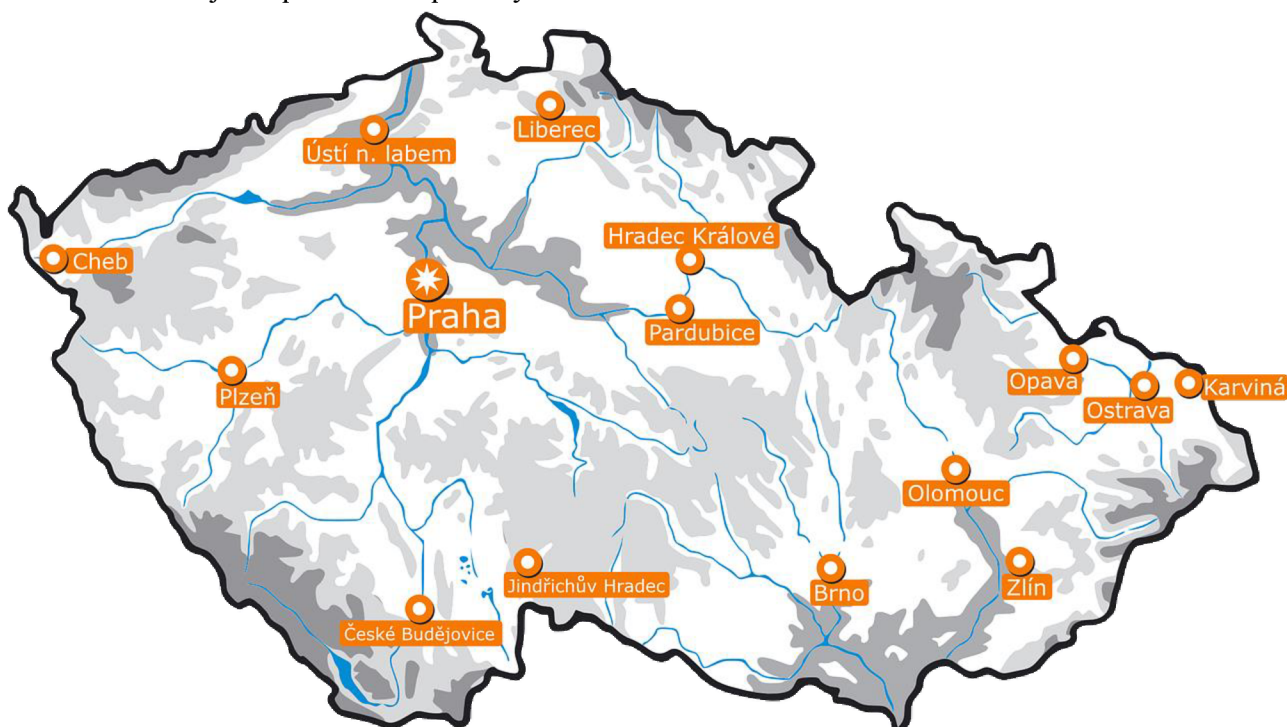 Ústí n. labem
Liberec
Hradec Králové
Cheb
Praha
Pardubice
Plzeň
Opava
Karviná
Ostrava
Olomouc
Jindřichův Hradec
Brno
Zlín
České Budějovice